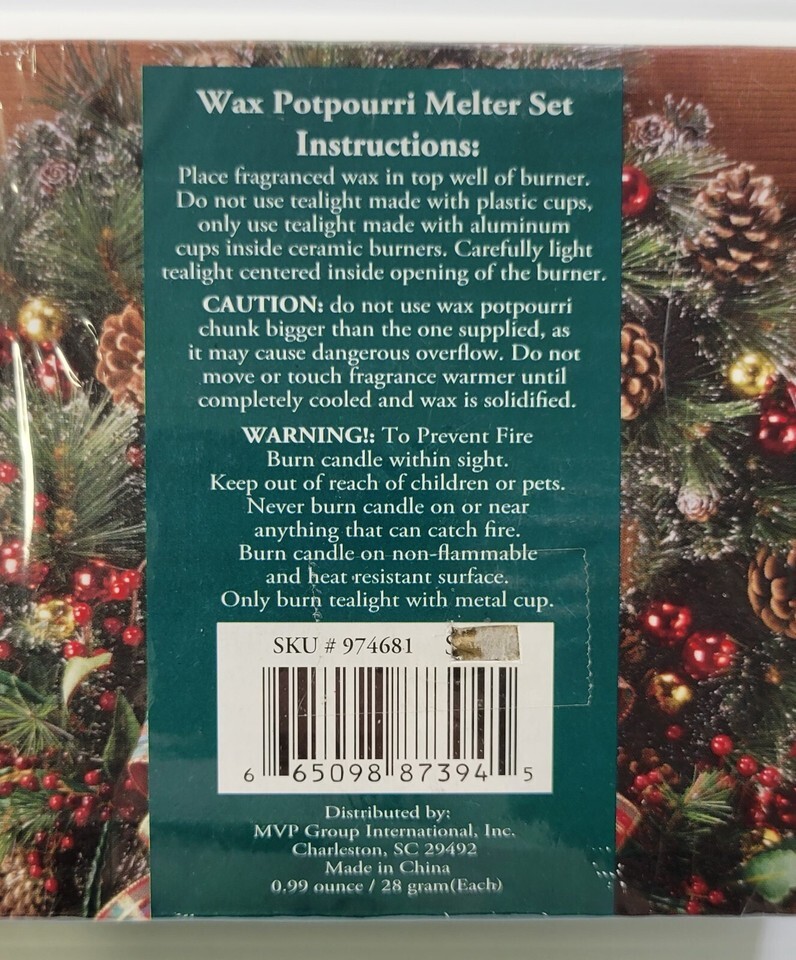 Wax Potpourri Melter Set
Instructions:
Place fragranced wax in top well of burner.
Do not use tealight made with plastic cups,
only use tealight made with aluminum
cups inside ceramic burners. Carefully light
tealight centered inside opening of the burner.
CAUTION: do not use wax potpourri
chunk bigger than the one supplied, as
it may cause dangerous overflow. Do not
move or touch fragrance warmer until
completely cooled and wax is solidified.
WARNING!: To Prevent Fire
Burn candle within sight.
Keep out of reach of children or pets.
Never burn candle on or near
anything that can catch fire.
Burn candle on non-flammable
and heat resistant surface.
Only burn tealight with metal cup.
SKU # 974681
6 65098 87394 5
Distributed by:
MVP Group International, Inc.
Charleston, SC 29492
Made in China
0.99 ounce / 28 gram(Each)